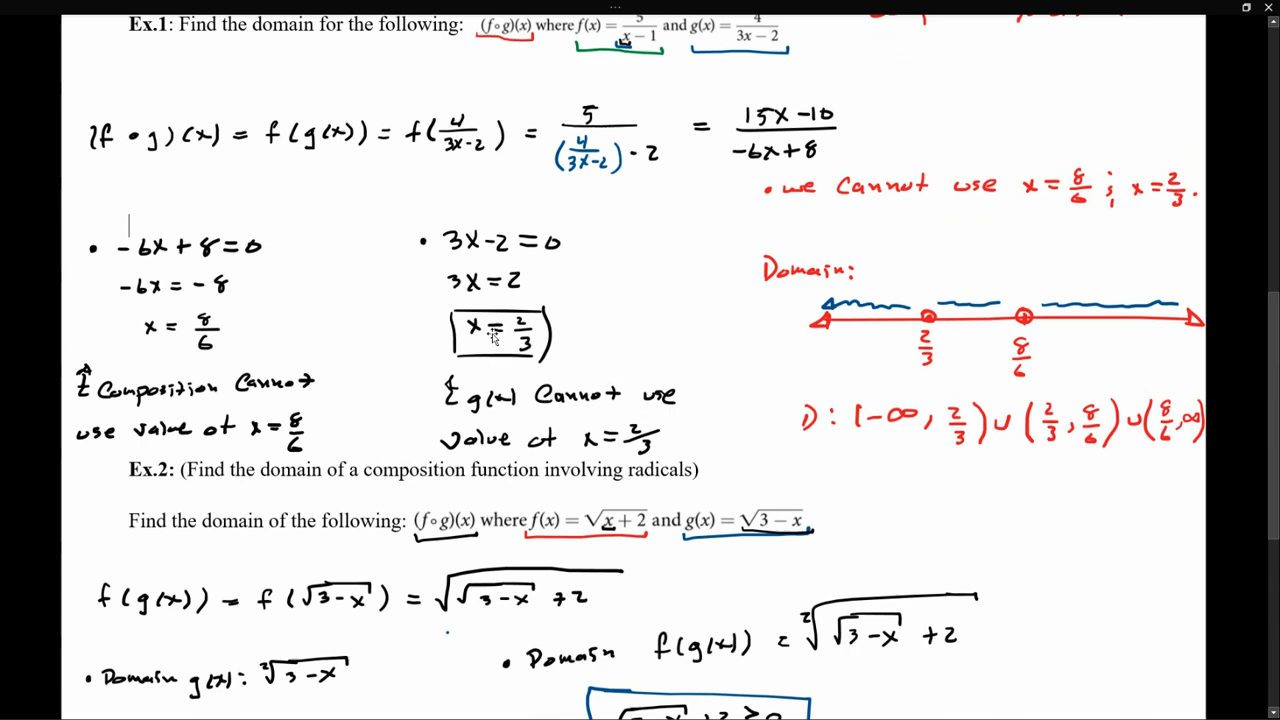 Ex.1: Find the domain for the following: (f∘g)(x) where f(x) = 5/(x − 1) and g(x) = 4/(3x − 2)
(f∘g)(x) = f(g(x)) = f(4/(3x-2)) = 5/((4/(3x-2)) - 2) = (15x-10)/(-6x+8)
• we cannot use x = 8/6 ; x = 2/3.
• -6x + 8 = 0
• 3x-2 = 0
-6x = -8
3x = 2
x = 8/6
x = 2/3
Domain:
2/3 8/6
Composition cannot
use value at x = 8/6
g(x) cannot use
value at x = 2/3
D: (-∞, 2/3) ∪ (2/3, 8/6) ∪ (8/6, ∞)
Ex.2: (Find the domain of a composition function involving radicals)
Find the domain of the following: (f∘g)(x) where f(x) = √(x + 2) and g(x) = √(3 − x)
f(g(x)) = f(√(3-x)) = √(√(3-x) +2)
• Domain f(g(x)) = ²√(√(3-x) +2)
• Domain g(x): ²√(3-x)